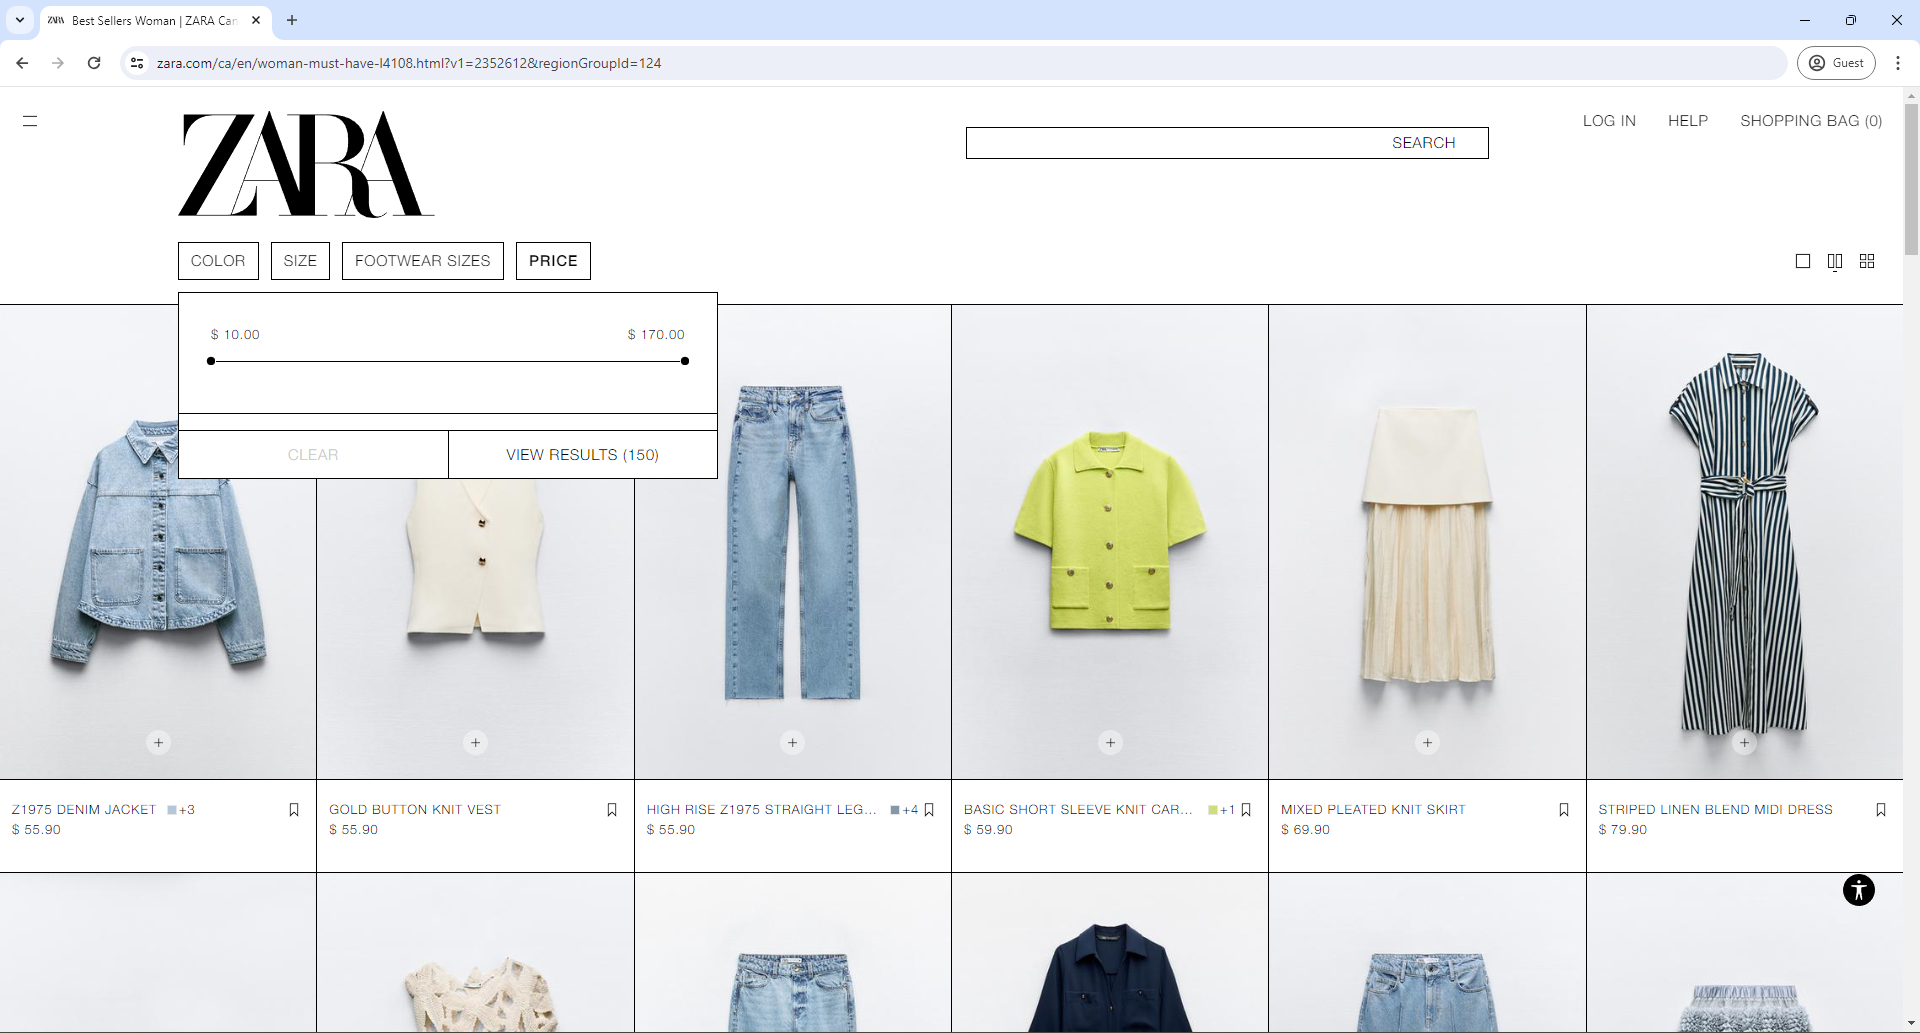 ZARA Best Sellers Woman | ZARA Can
zara.com/ca/en/woman-must-have-l4108.html?v1=2352612&regionGroupId=124
Guest
ZARA
SEARCH
LOG IN
HELP
SHOPPING BAG (0)
COLOR
SIZE
FOOTWEAR SIZES
PRICE
$ 10.00
$ 170.00
CLEAR
VIEW RESULTS (150)
Z1975 DENIM JACKET +3
$ 55.90
GOLD BUTTON KNIT VEST
$ 55.90
HIGH RISE Z1975 STRAIGHT LEG... +4
$ 55.90
BASIC SHORT SLEEVE KNIT CAR... +1
$ 59.90
MIXED PLEATED KNIT SKIRT
$ 69.90
STRIPED LINEN BLEND MIDI DRESS
$ 79.90